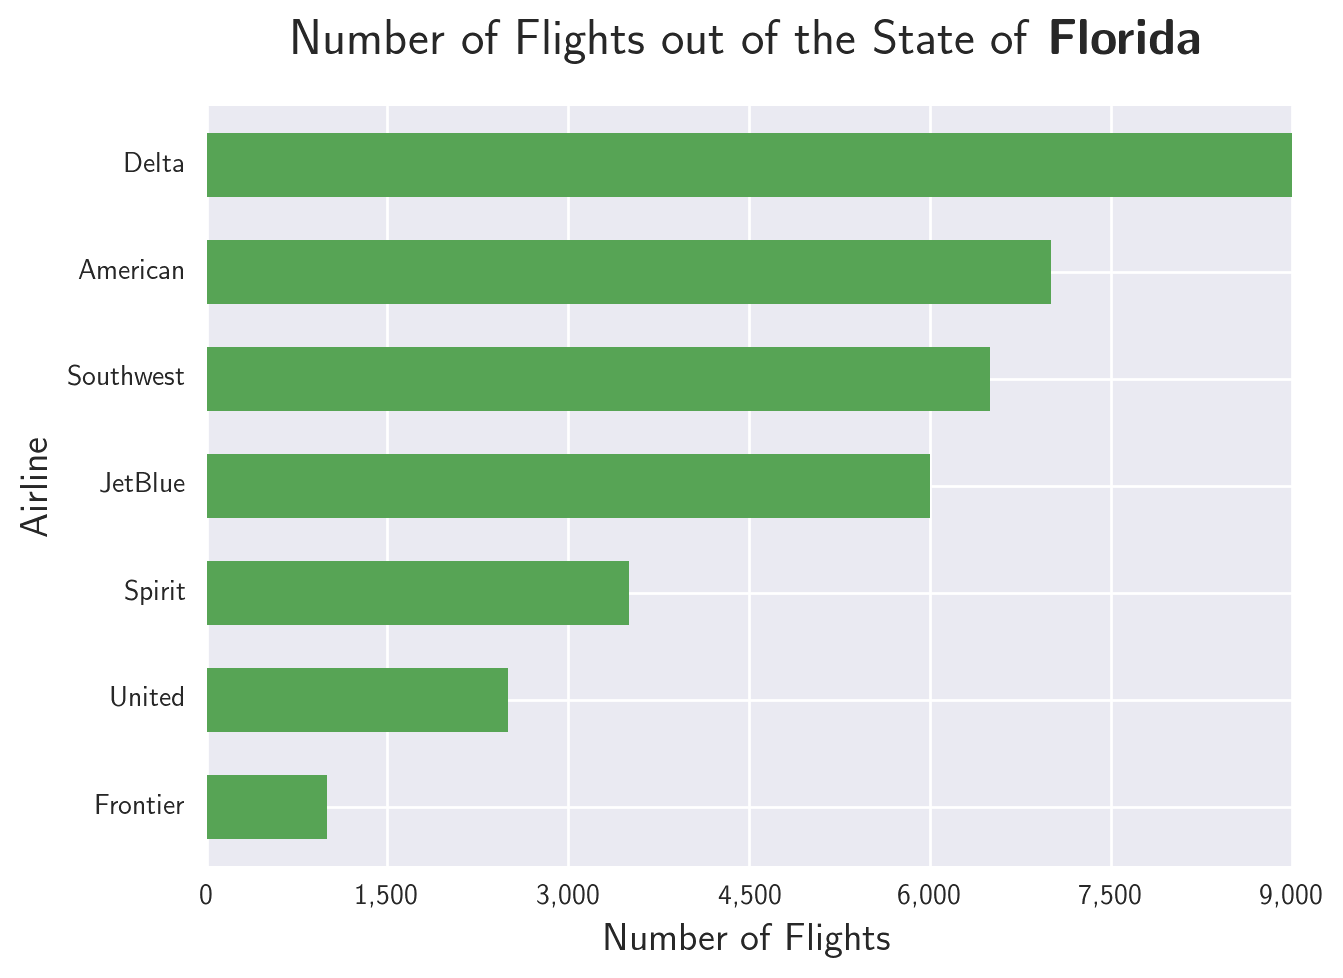 Number of Flights out of the State of Florida
Delta
American
Southwest
JetBlue
Spirit
United
Frontier
Airline
0 1,500 3,000 4,500 6,000 7,500 9,000
Number of Flights